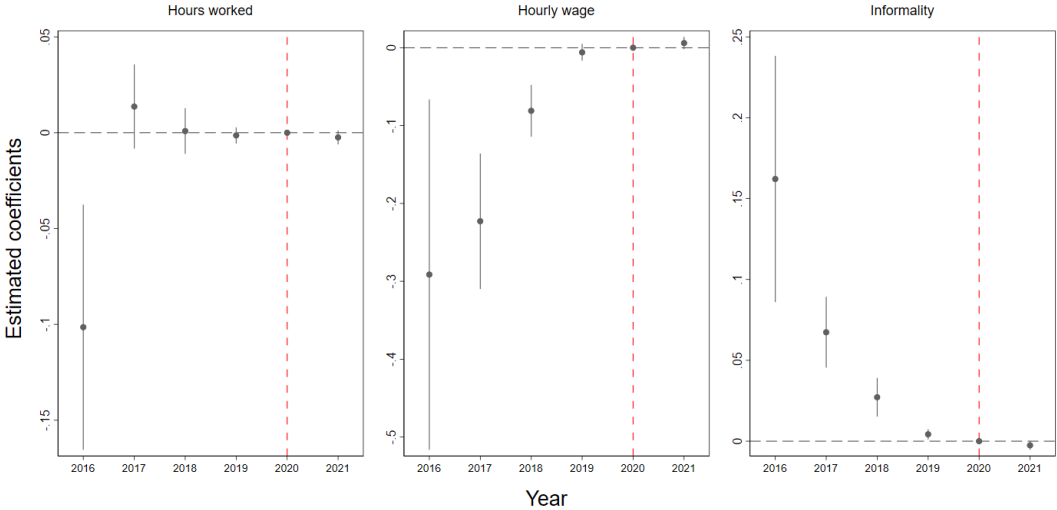 Hours worked
Hourly wage
Informality
Estimated coefficients
.05
0
-.05
-.1
-.15
2016 2017 2018 2019 2020 2021
0
-.1
-.2
-.3
-.4
-.5
2016 2017 2018 2019 2020 2021
.25
.2
.15
.1
.05
0
2016 2017 2018 2019 2020 2021
Year